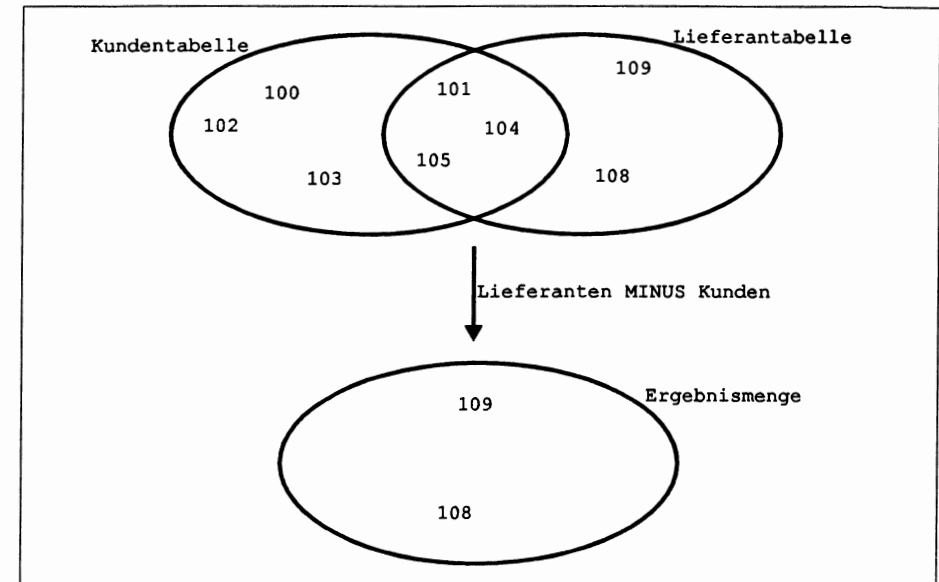 Kundentabelle
Lieferantabelle
100
101
109
102
104
105
103
108
Lieferanten MINUS Kunden
Ergebnismenge
109
108